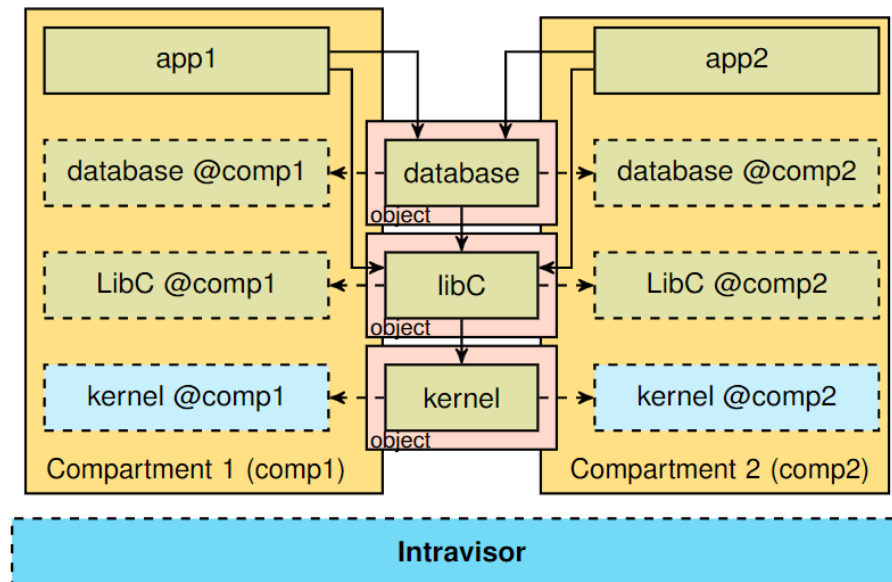 app1
app2
database @comp1
database
database @comp2
object
LibC @comp1
libC
LibC @comp2
object
kernel @comp1
kernel
kernel @comp2
object
Compartment 1 (comp1)
Compartment 2 (comp2)
Intravisor